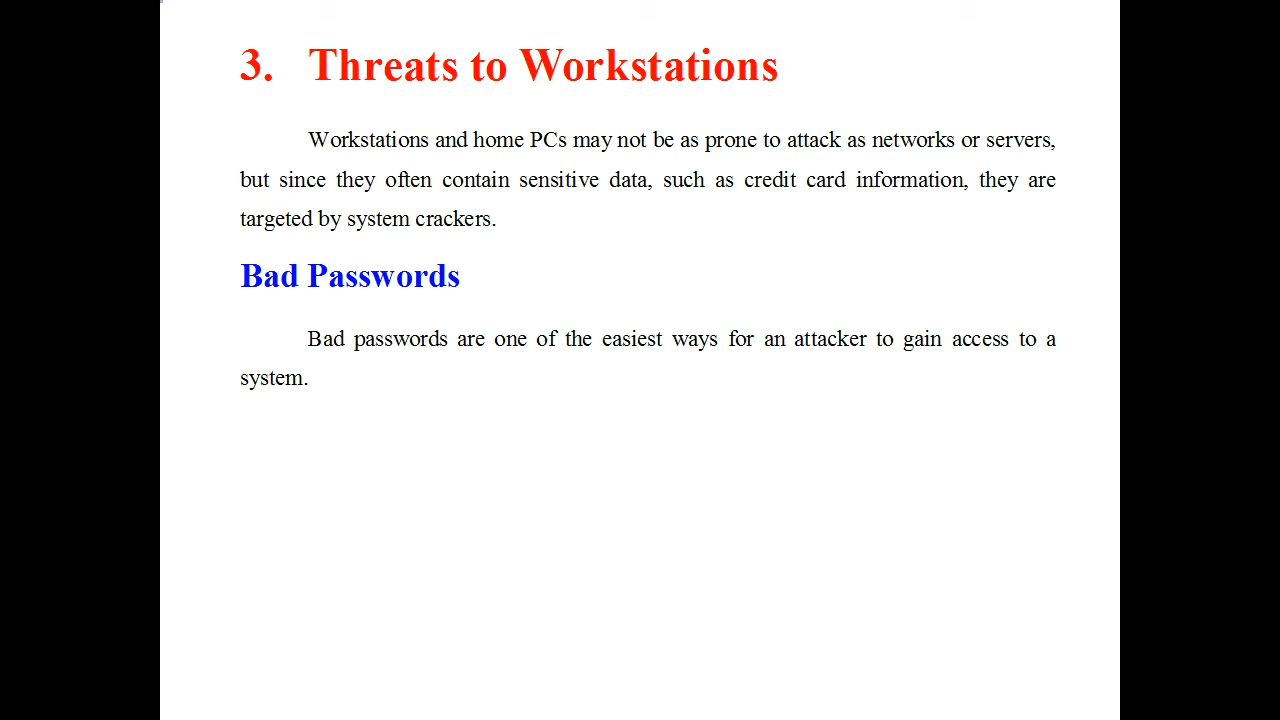 3. Threats to Workstations
Workstations and home PCs may not be as prone to attack as networks or servers,
but since they often contain sensitive data, such as credit card information, they are
targeted by system crackers.
Bad Passwords
Bad passwords are one of the easiest ways for an attacker to gain access to a
system.